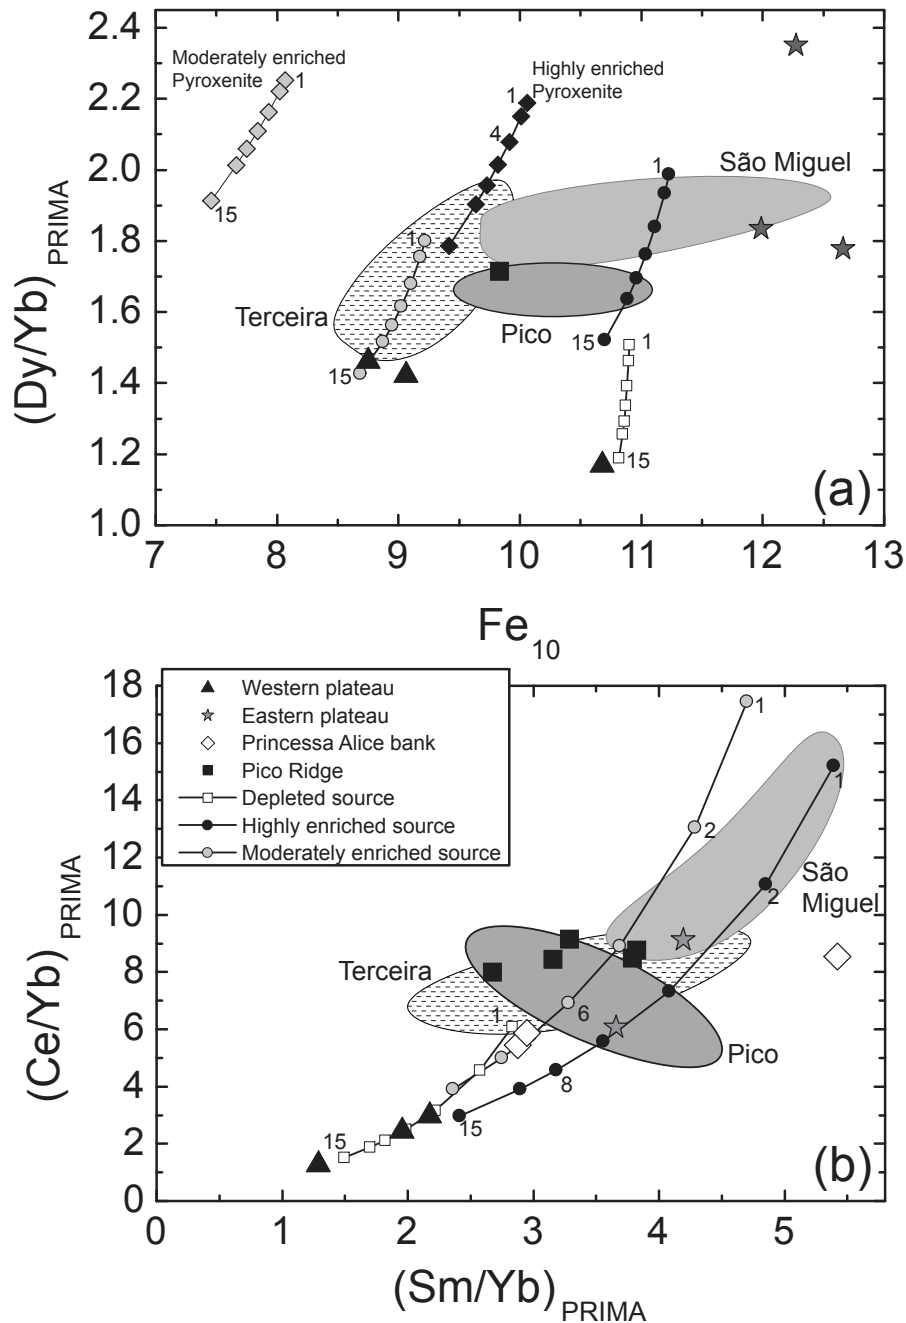 2.4
2.2
2.0
1.8
1.6
1.4
1.2
1.0
(Dy/Yb) PRIIMA
Moderately enriched
Pyroxenite
1
15
Highly enriched
Pyroxenite
1
4
São Miguel
1
1
Terceira
Pico
15
15
1
15
(a)
7 8 9 10 11 12 13
Fe10
18
16
14
12
10
8
6
4
2
0
(Ce/Yb) PRIMA
Western plateau
Eastern plateau
Princessa Alice bank
Pico Ridge
Depleted source
Highly enriched source
Moderately enriched source
1
1
2
São
Miguel
2
Terceira
1
6
Pico
8
15
15
(b)
0 1 2 3 4 5
(Sm/Yb) PRIMA